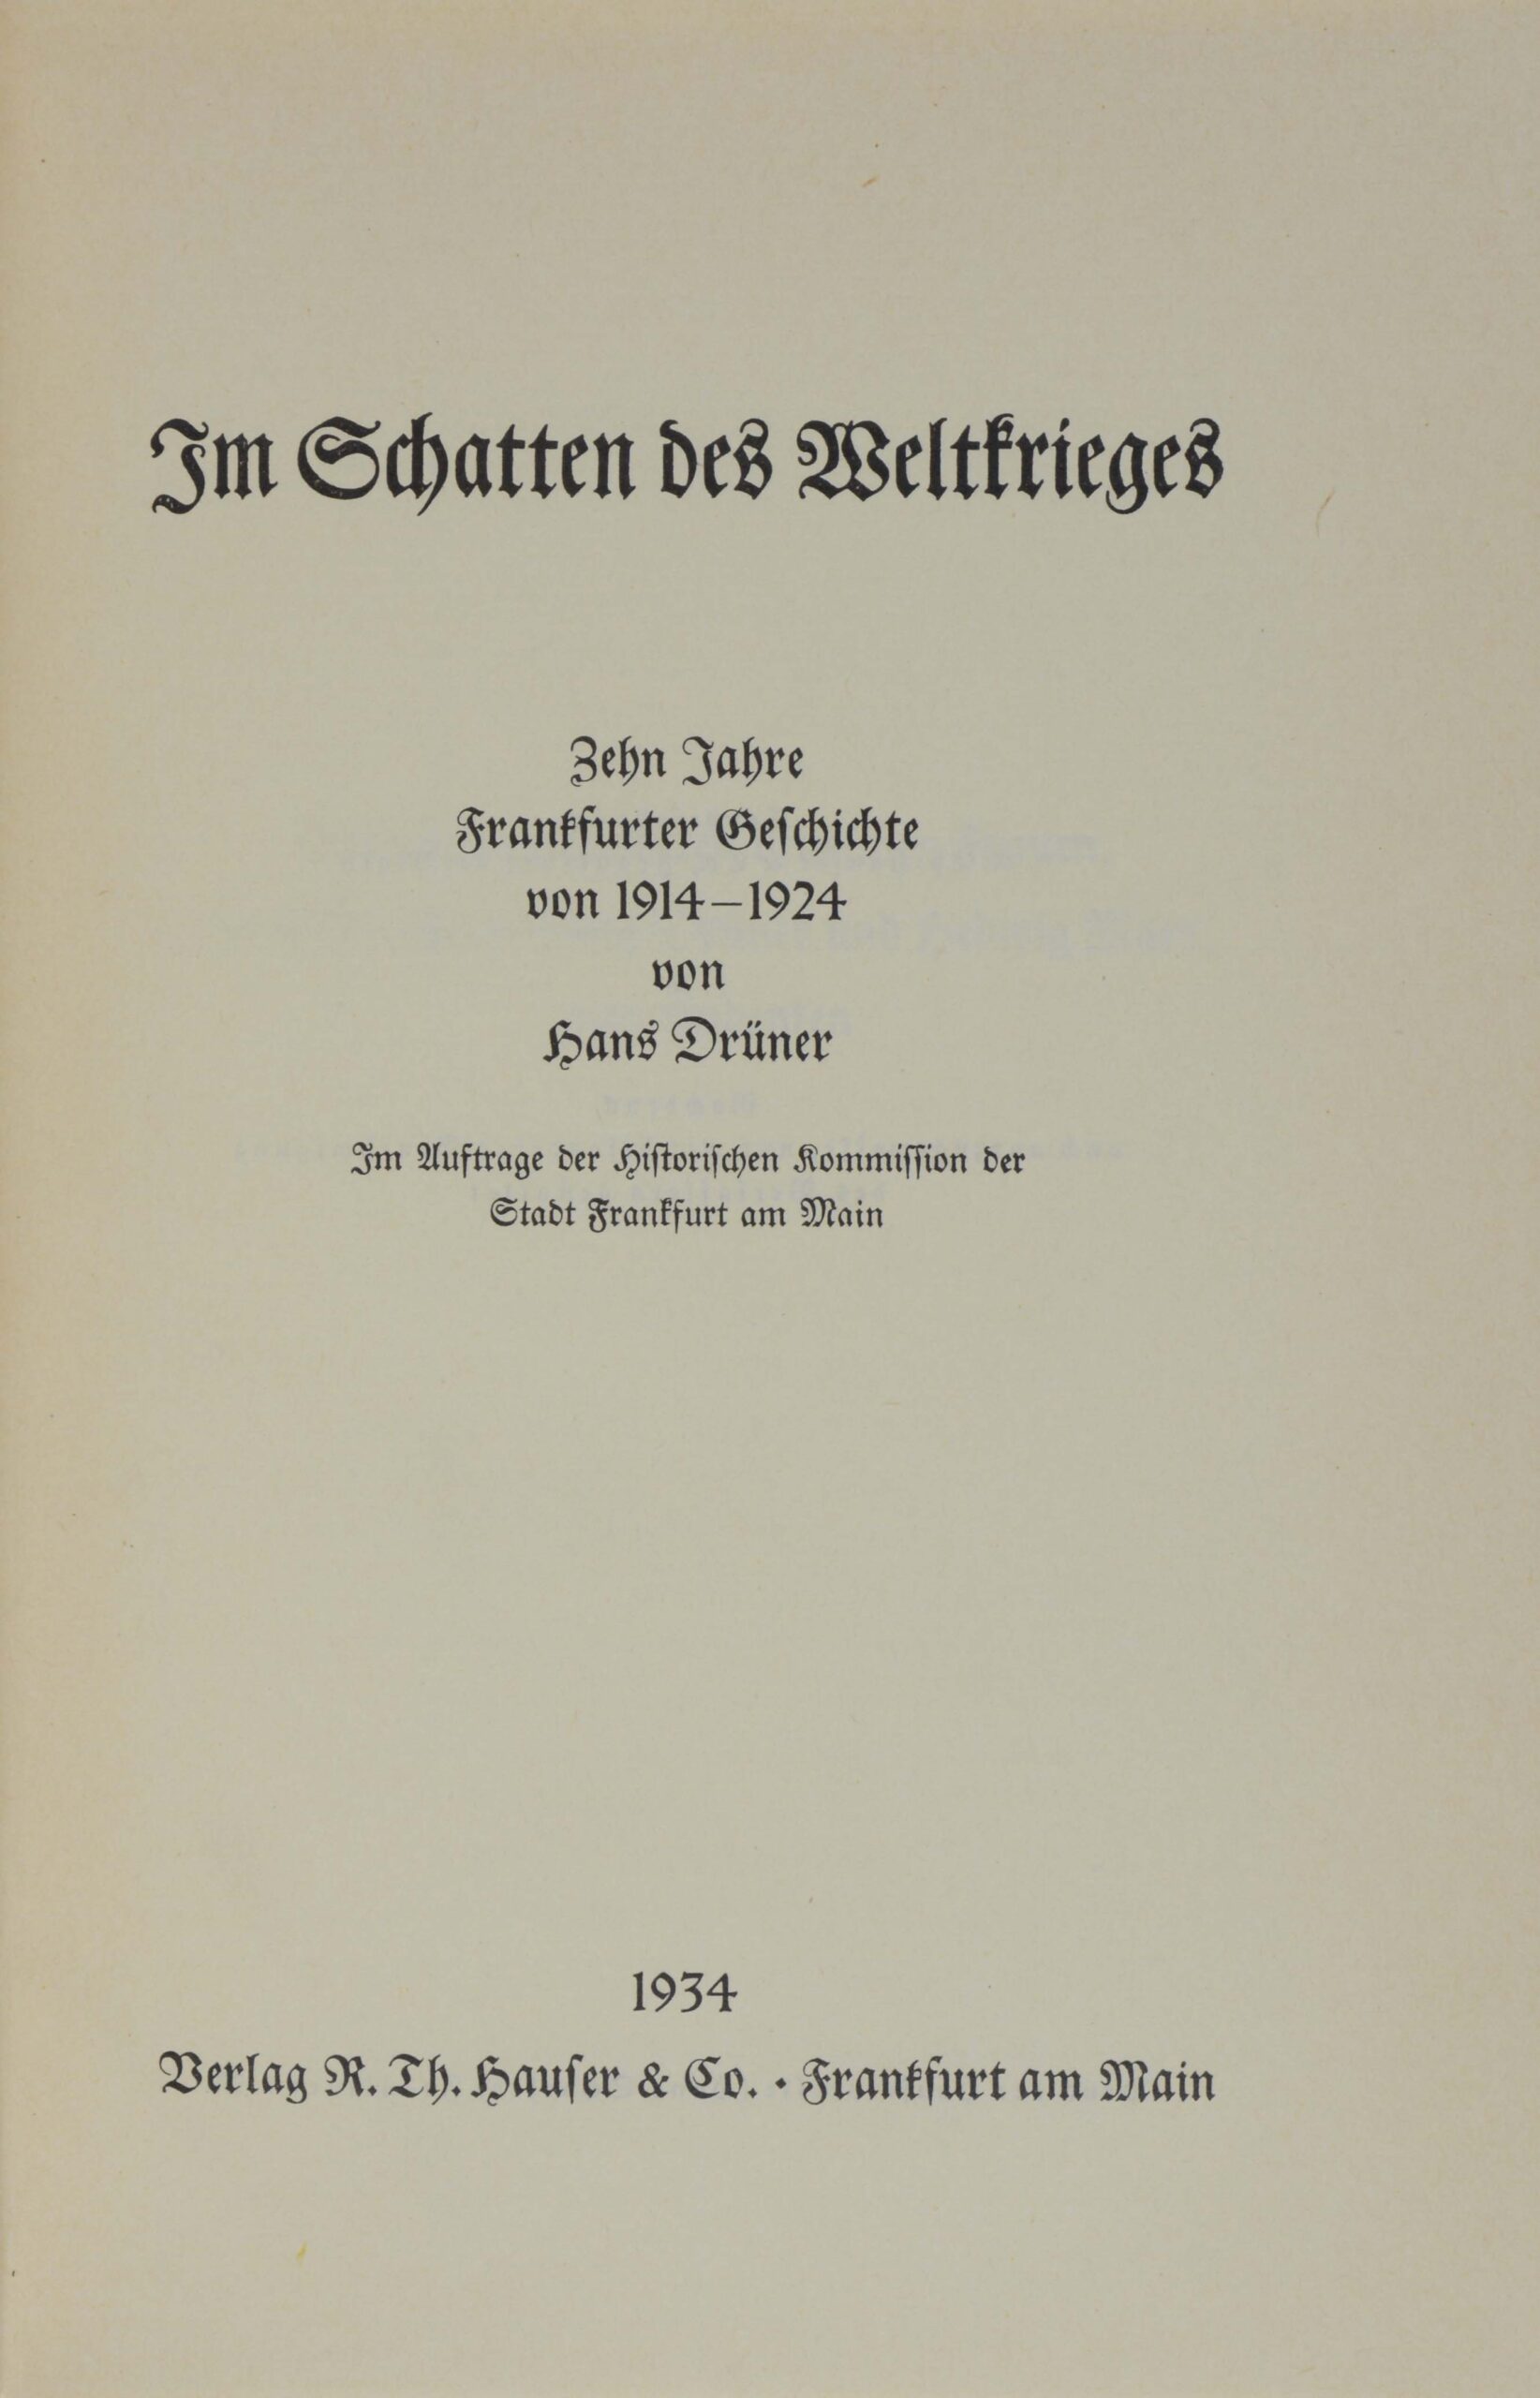 Im Schatten des Weltkrieges
Zehn Jahre
Frankfurter Geſchichte
von 1914–1924
von
Hans Drüner
Im Auftrage der Hiſtoriſchen Kommiſſion der
Stadt Frankfurt am Main
1934
Verlag R. Th. Hauſer & Co. · Frankfurt am Main